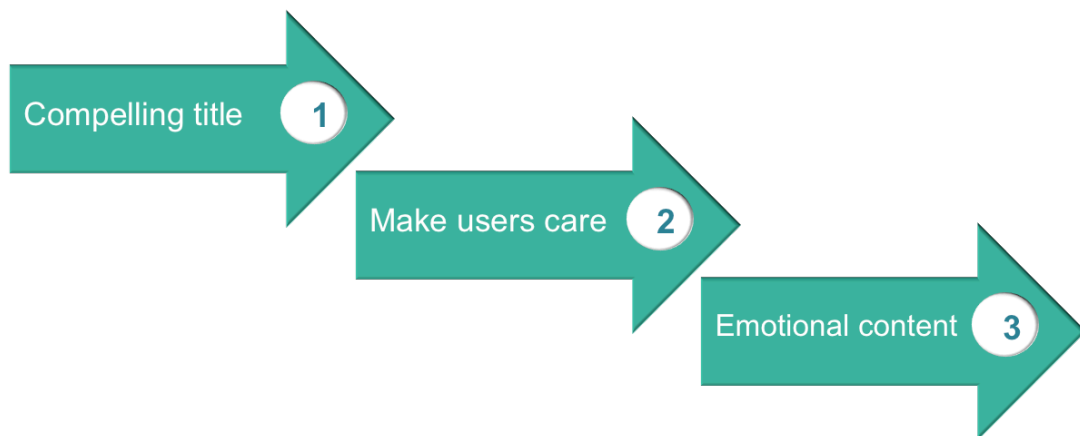 Compelling title 1
Make users care 2
Emotional content 3